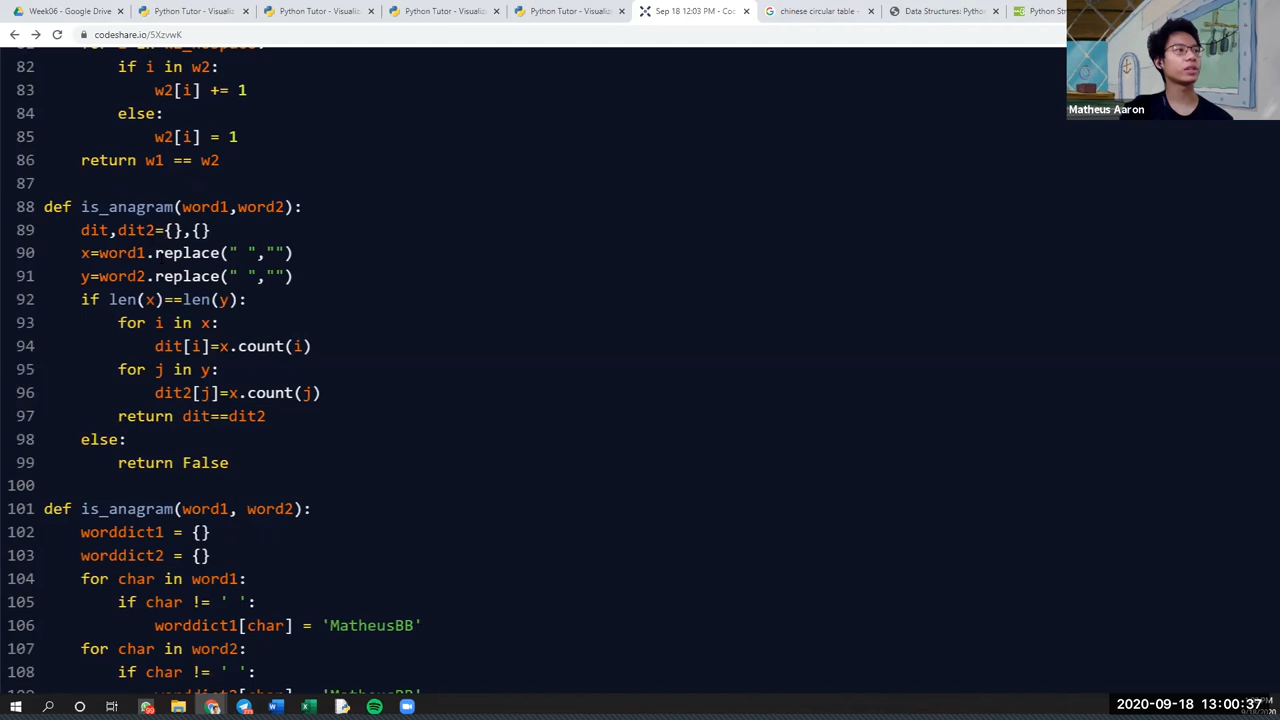 Week06 - Google Drive
Python Tutor - Visualiz
Python Tutor - Visualiz
Python Tutor - Visualiz
Python Tutor - Visualiz
Sep 18 12:03 PM - Co
chinese circular table -
Data Structures: Python
Python Str
codeshare.io/5XzvwK
Matheus Aaron
82 if i in w2:
83 w2[i] += 1
84 else:
85 w2[i] = 1
86 return w1 == w2
87
88 def is_anagram(word1,word2):
89 dit,dit2={},{}
90 x=word1.replace(" ","")
91 y=word2.replace(" ","")
92 if len(x)==len(y):
93 for i in x:
94 dit[i]=x.count(i)
95 for j in y:
96 dit2[j]=x.count(j)
97 return dit==dit2
98 else:
99 return False
100
101 def is_anagram(word1, word2):
102 worddict1 = {}
103 worddict2 = {}
104 for char in word1:
105 if char != ' ':
106 worddict1[char] = 'MatheusBB'
107 for char in word2:
108 if char != ' ':
2020-09-18 13:00:37